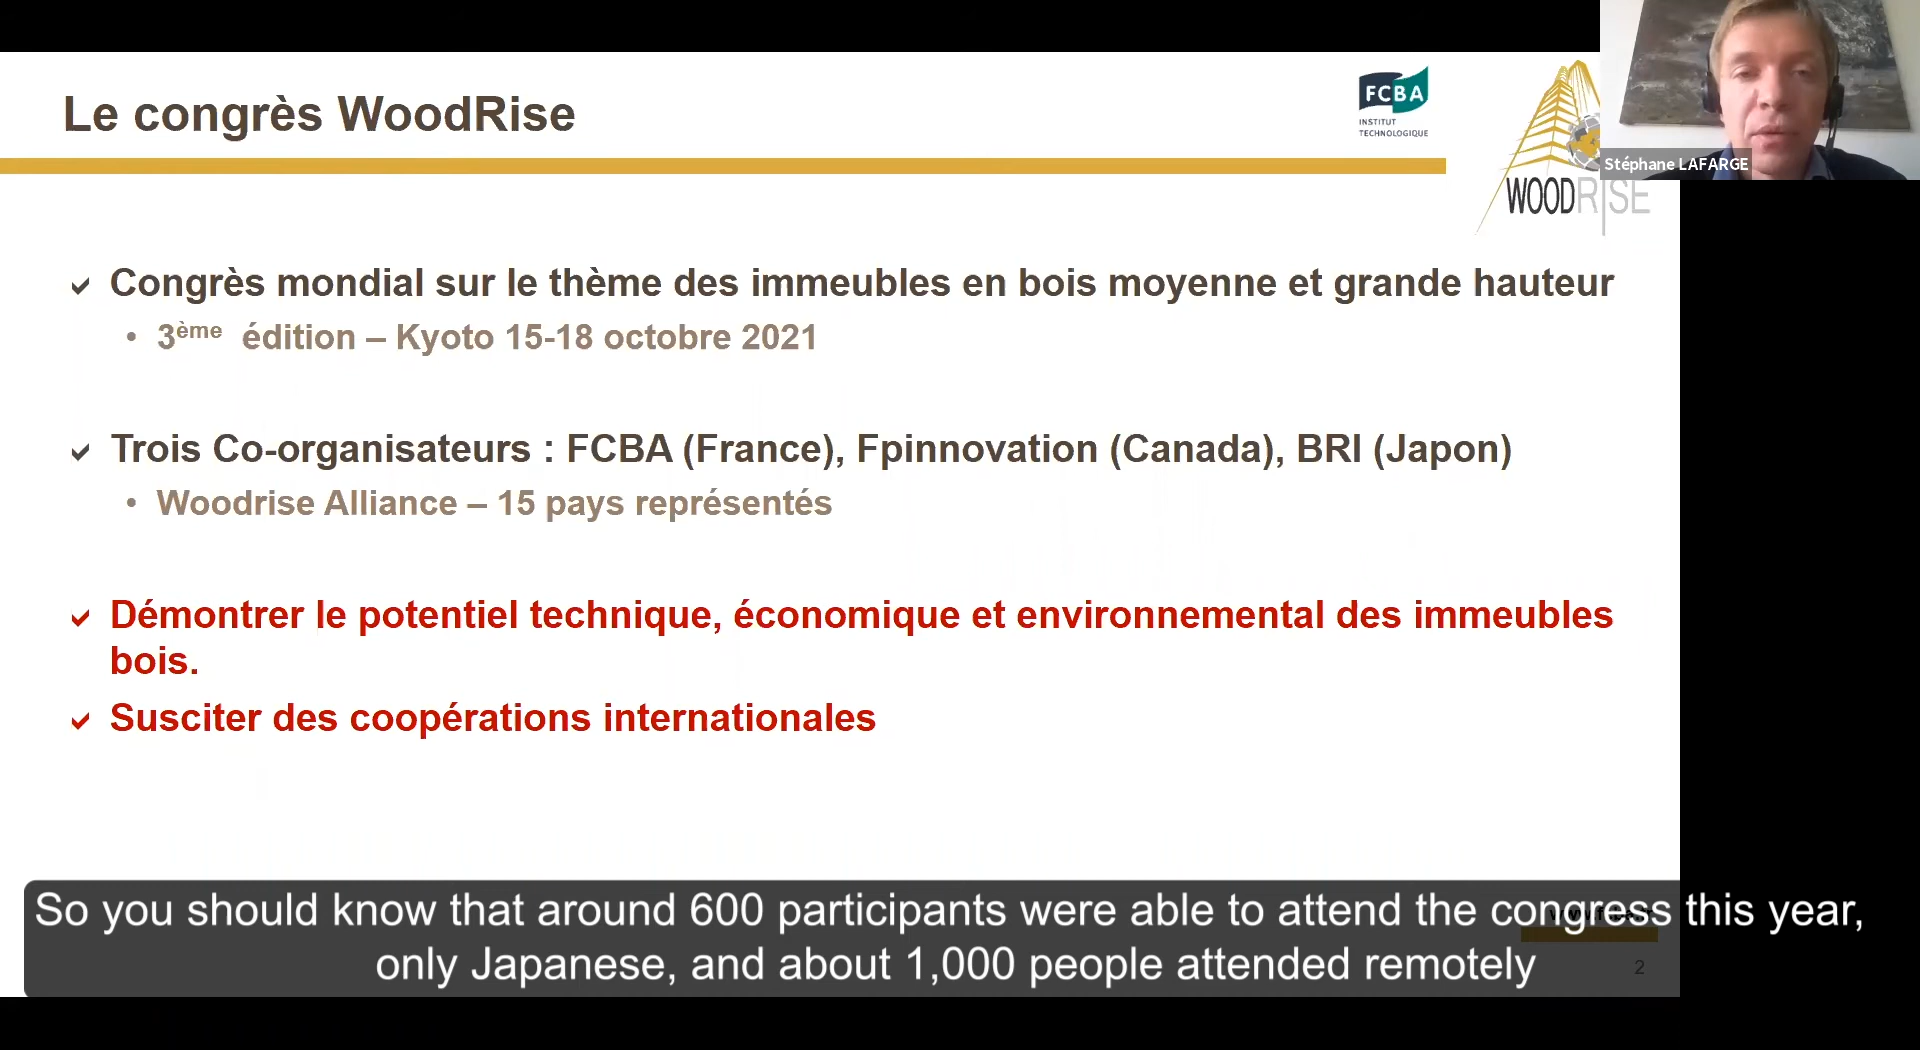 Le congrès WoodRise
FCBA
INSTITUT
TECHNOLOGIQUE
WOODRISE
Stéphane LAFARGE
Congrès mondial sur le thème des immeubles en bois moyenne et grande hauteur
3ème édition – Kyoto 15-18 octobre 2021
Trois Co-organisateurs : FCBA (France), Fpinnovation (Canada), BRI (Japon)
Woodrise Alliance – 15 pays représentés
Démontrer le potentiel technique, économique et environnemental des immeubles
bois.
Susciter des coopérations internationales
So you should know that around 600 participants were able to attend the congress this year,
only Japanese, and about 1,000 people attended remotely
2